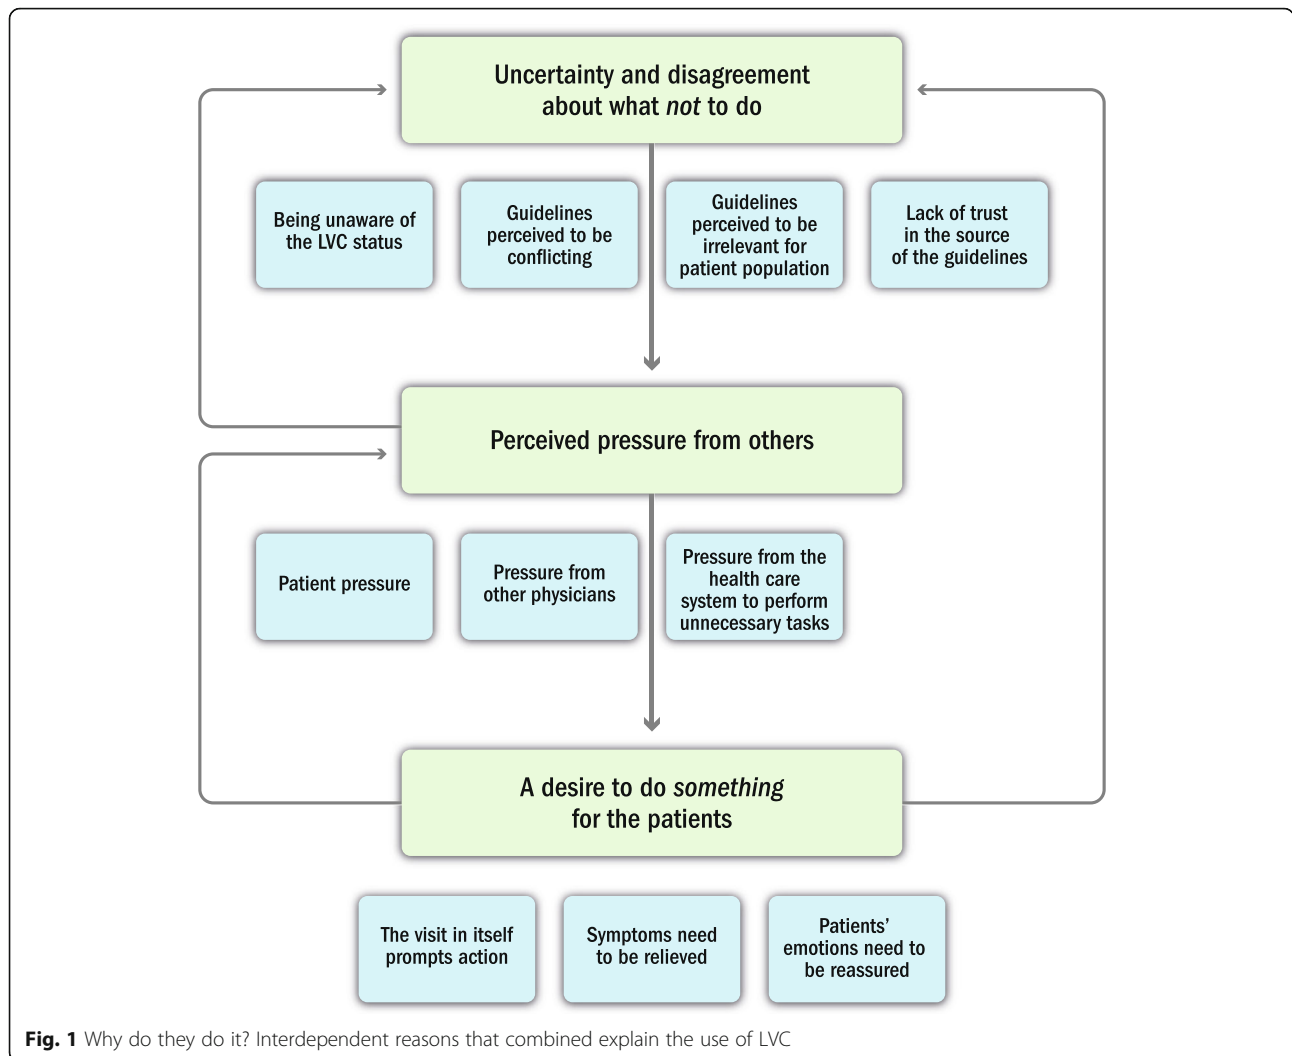 Uncertainty and disagreement
about what not to do
Being unaware of
the LVC status
Guidelines
perceived to be
conflicting
Guidelines
perceived to be
irrelevant for
patient population
Lack of trust
in the source
of the guidelines
Perceived pressure from others
Patient pressure
Pressure from
other physicians
Pressure from the
health care
system to perform
unnecessary tasks
A desire to do something
for the patients
The visit in itself
prompts action
Symptoms need
to be relieved
Patients’
emotions need to
be reassured
Fig. 1 Why do they do it? Interdependent reasons that combined explain the use of LVC